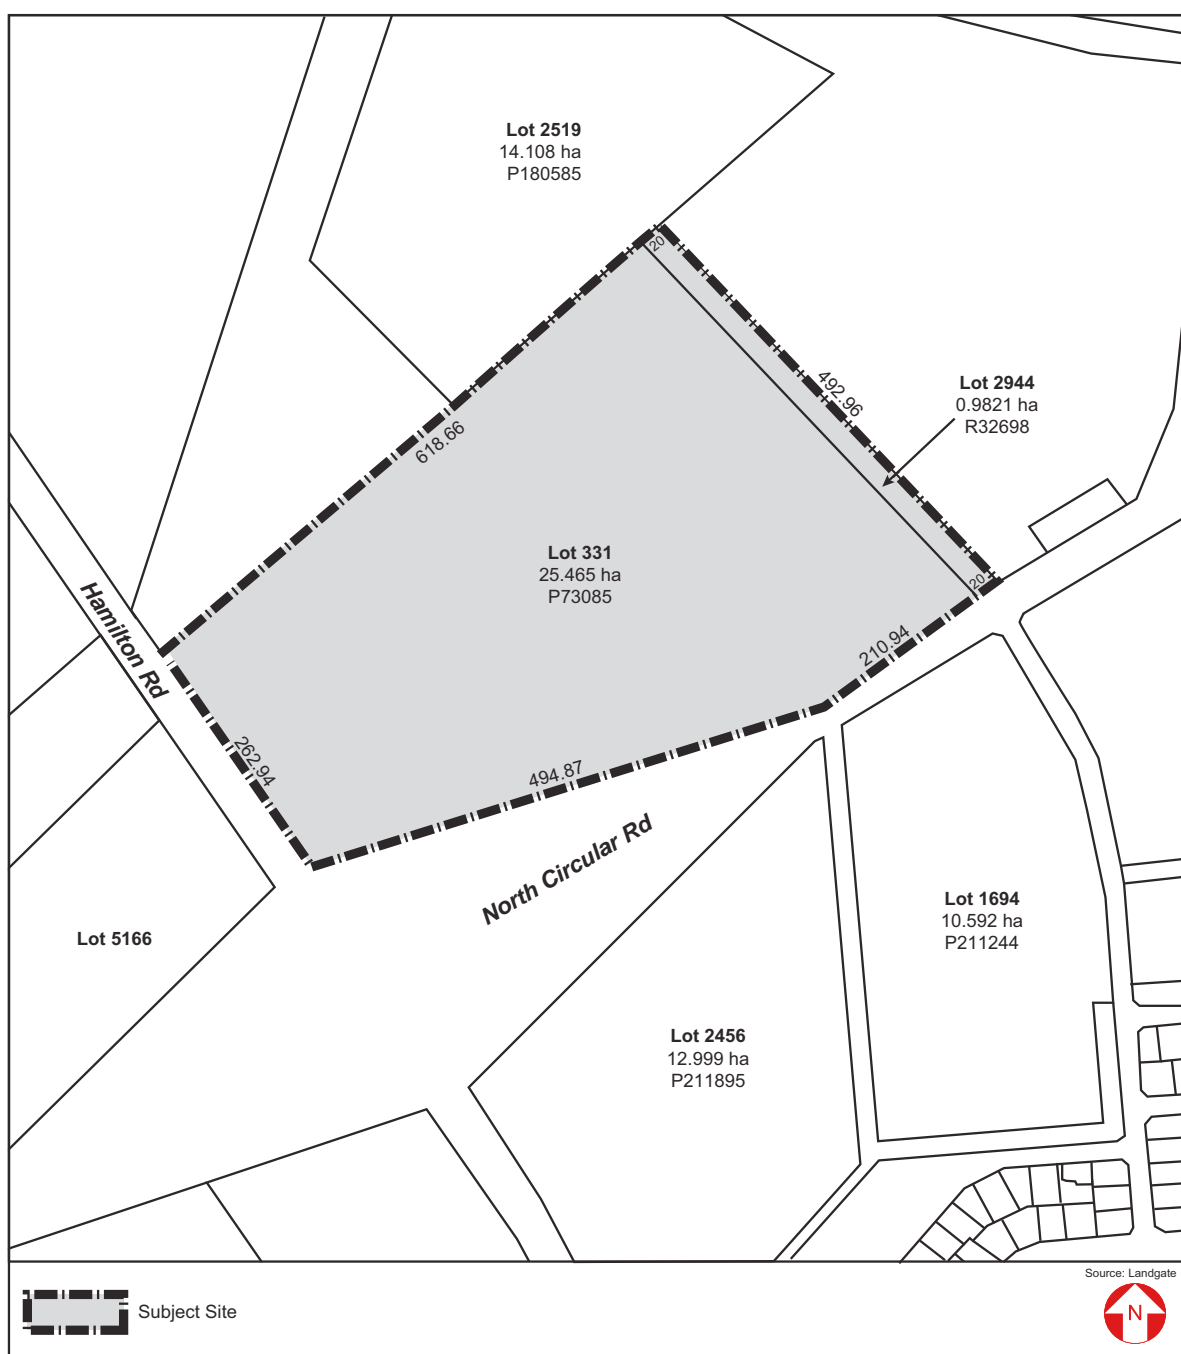 Lot 2519
14.108 ha
P180585
20
492.96
Lot 2944
0.9821 ha
R32698
618.66
Lot 331
25.465 ha
P73085
20
Hamilton Rd
210.94
262.94
494.87
North Circular Rd
Lot 5166
Lot 1694
10.592 ha
P211244
Lot 2456
12.999 ha
P211895
Source: Landgate
Subject Site
N